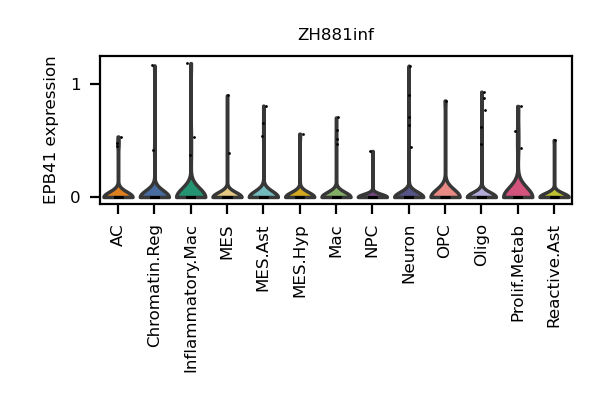 ZH881inf
EPB41 expression
1
0
AC
Chromatin.Reg
Inflammatory.Mac
MES
MES.Ast
MES.Hyp
Mac
NPC
Neuron
OPC
Oligo
Prolif.Metab
Reactive.Ast